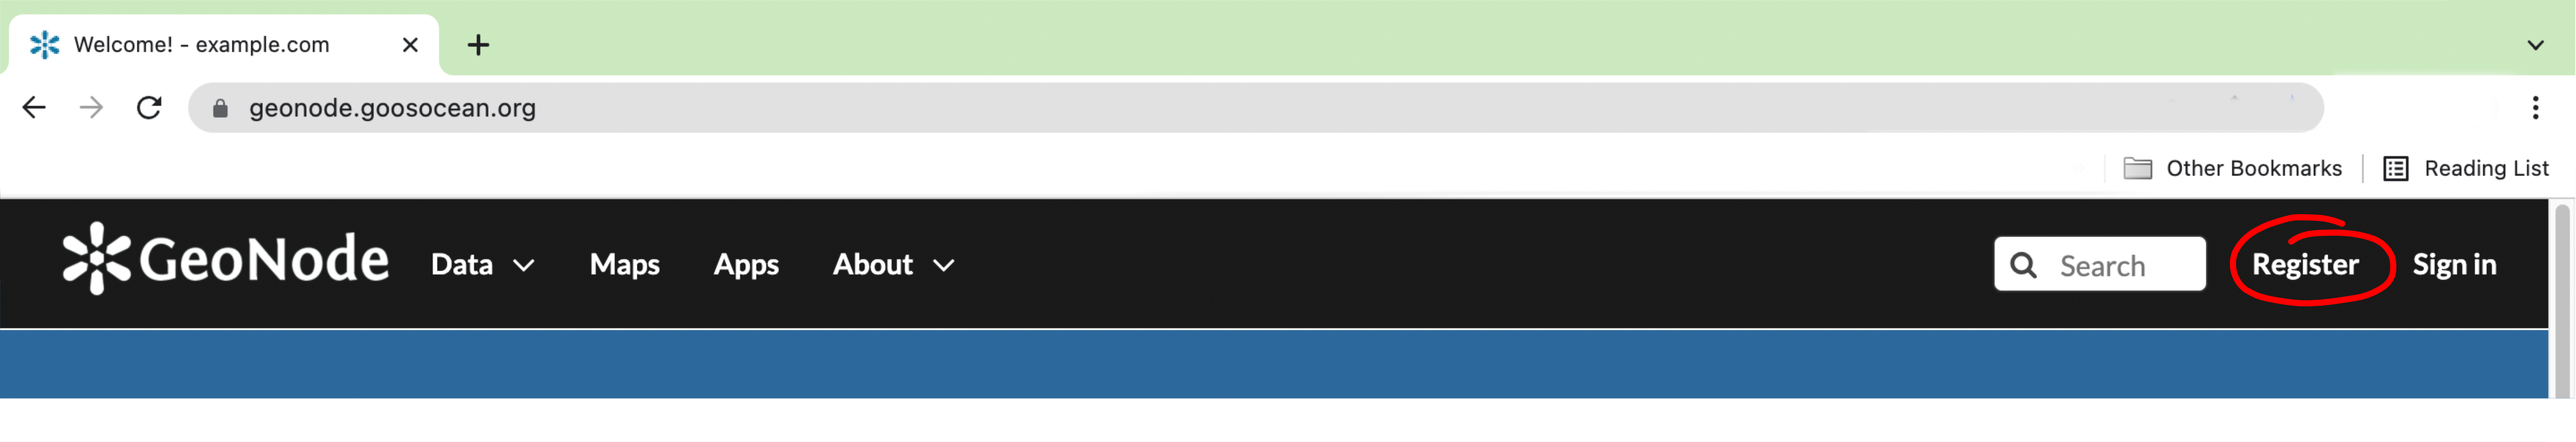 Welcome! - example.com
geonode.goosocean.org
Other Bookmarks Reading List
GeoNode Data Maps Apps About Search Register Sign in